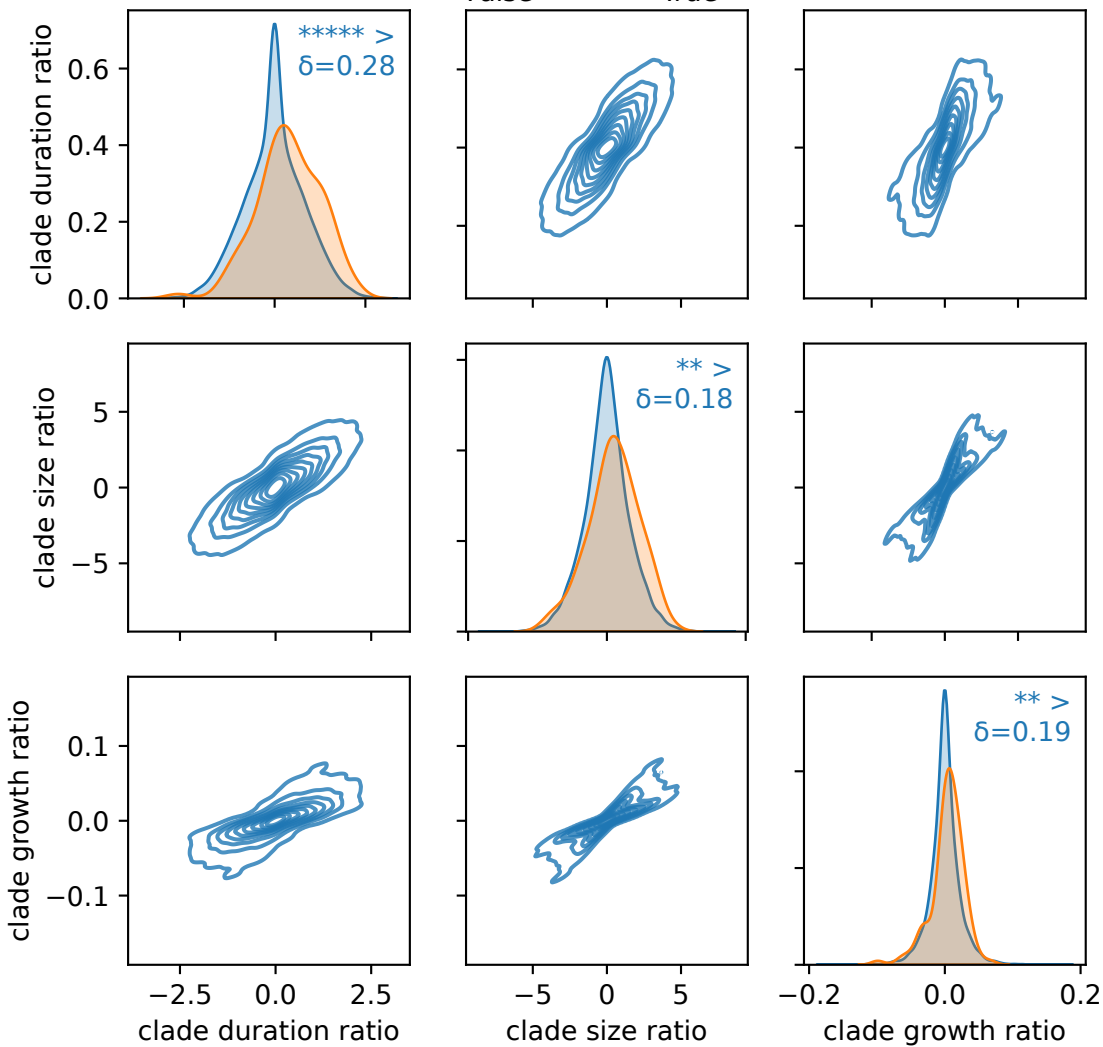 clade duration ratio
0.6
0.4
0.2
0.0
***** >
δ=0.28
clade size ratio
5
0
−5
** >
δ=0.18
clade growth ratio
0.1
0.0
−0.1
** >
δ=0.19
−2.5 0.0 2.5
−5 0 5
−0.2 0.0 0.2
clade duration ratio
clade size ratio
clade growth ratio